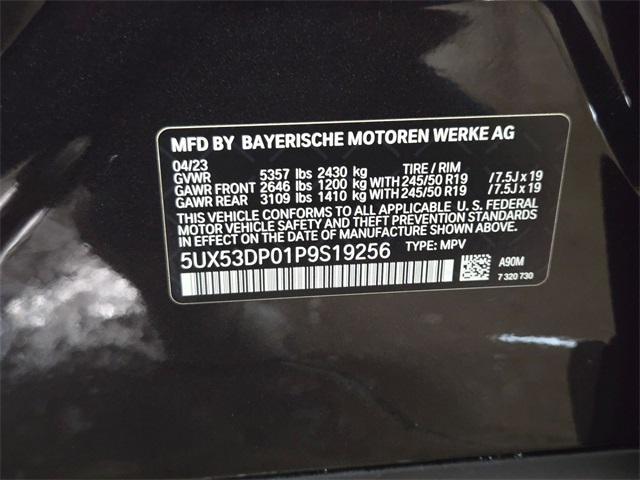 MFD BY BAYERISCHE MOTOREN WERKE AG
04/23
GVWR 5357 lbs 2430 kg TIRE / RIM
GAWR FRONT 2646 lbs 1200 kg WITH 245/50 R19 /7.5J x 19
GAWR REAR 3109 lbs 1410 kg WITH 245/50 R19 /7.5J x 19
THIS VEHICLE CONFORMS TO ALL APPLICABLE U. S. FEDERAL
MOTOR VEHICLE SAFETY AND THEFT PREVENTION STANDARDS
IN EFFECT ON THE DATE OF MANUFACTURE SHOWN ABOVE.
5UX53DP01P9S19256 TYPE: MPV
A90M
7 320 730